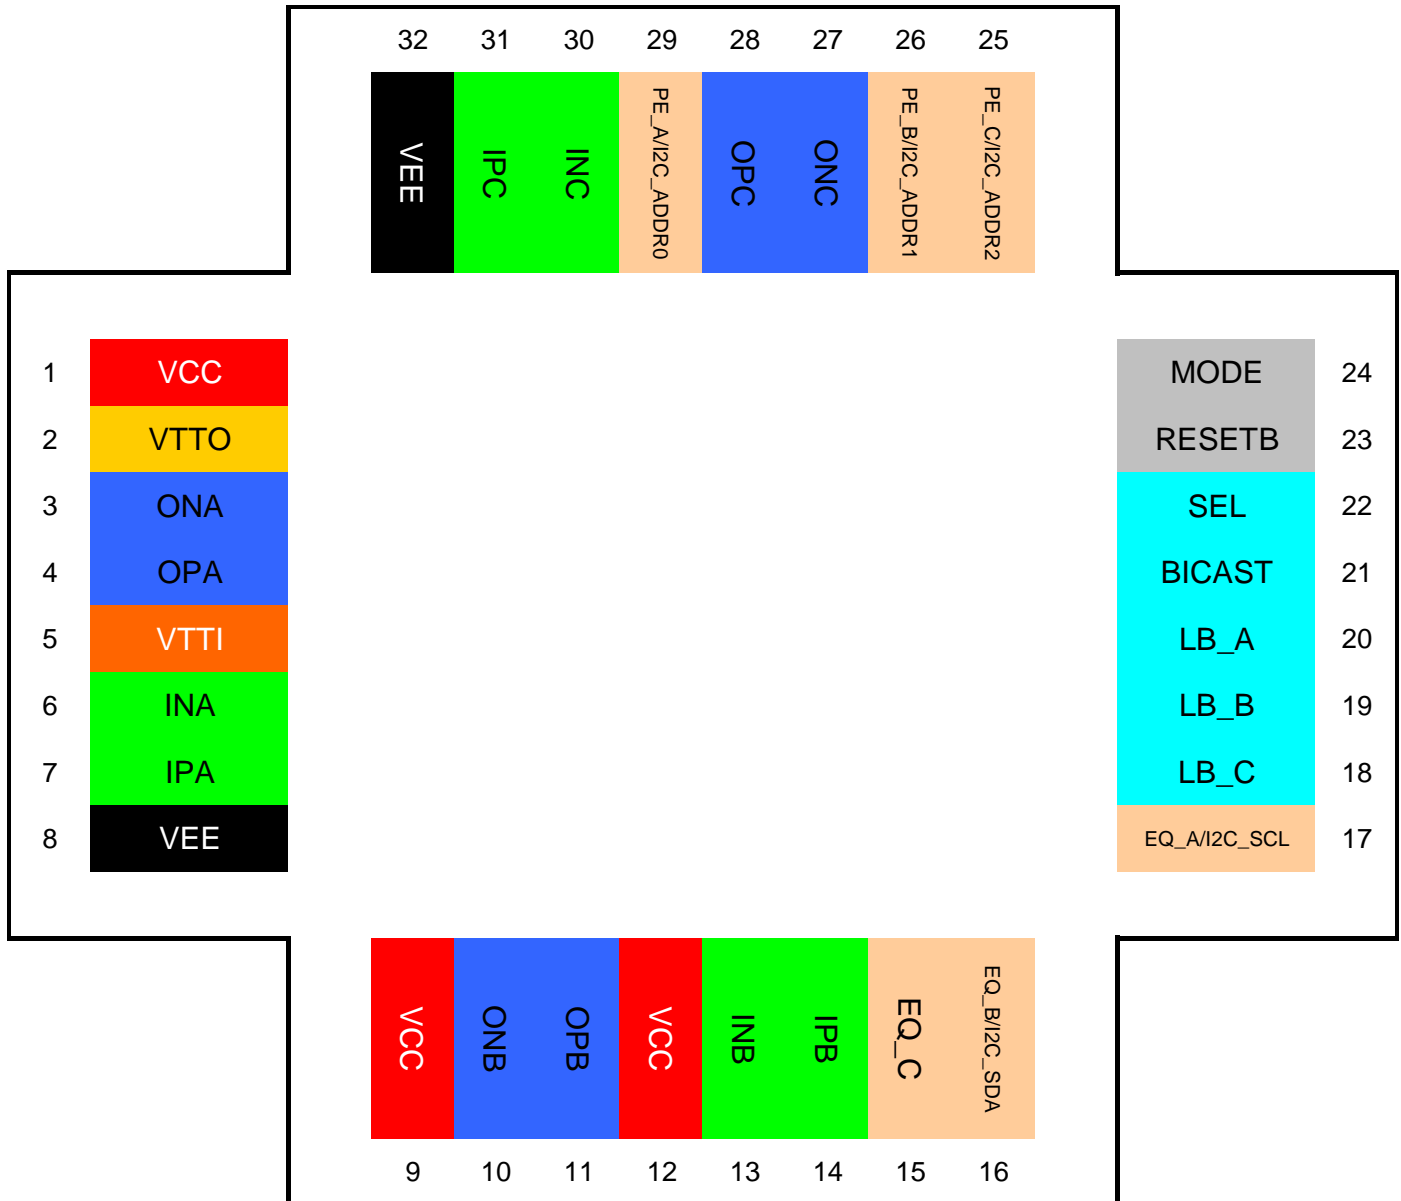 32 31 30 29 28 27 26 25
VEE IPC INC PE_A/I2C_ADDR0 OPC ONC PE_B/I2C_ADDR1 PE_C/I2C_ADDR2
1 VCC MODE 24
2 VTTO RESETB 23
3 ONA SEL 22
4 OPA BICAST 21
5 VTTI LB_A 20
6 INA LB_B 19
7 IPA LB_C 18
8 VEE EQ_A/I2C_SCL 17
VCC ONB OPB VCC INB IPB EQ_C EQ_B/I2C_SDA
9 10 11 12 13 14 15 16